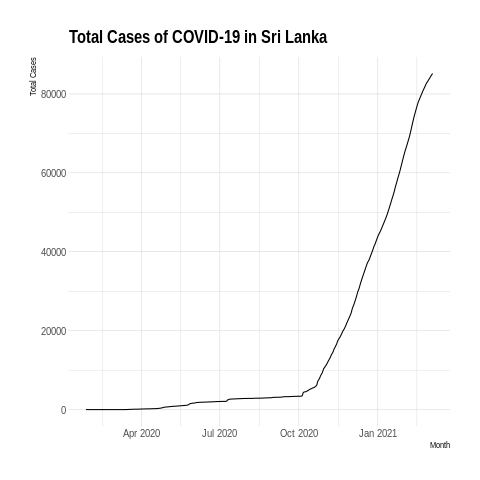 Total Cases of COVID-19 in Sri Lanka
Total Cases
80000
60000
40000
20000
0
Apr 2020 Jul 2020 Oct 2020 Jan 2021
Month